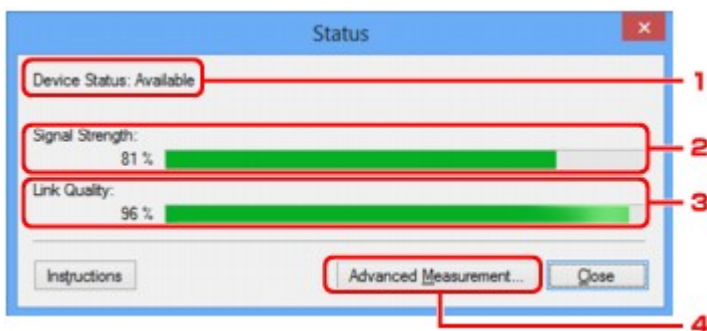 Status
Device Status: Available
1
Signal Strength:
81 %
2
Link Quality:
96 %
3
Instructions
Advanced Measurement...
Close
4